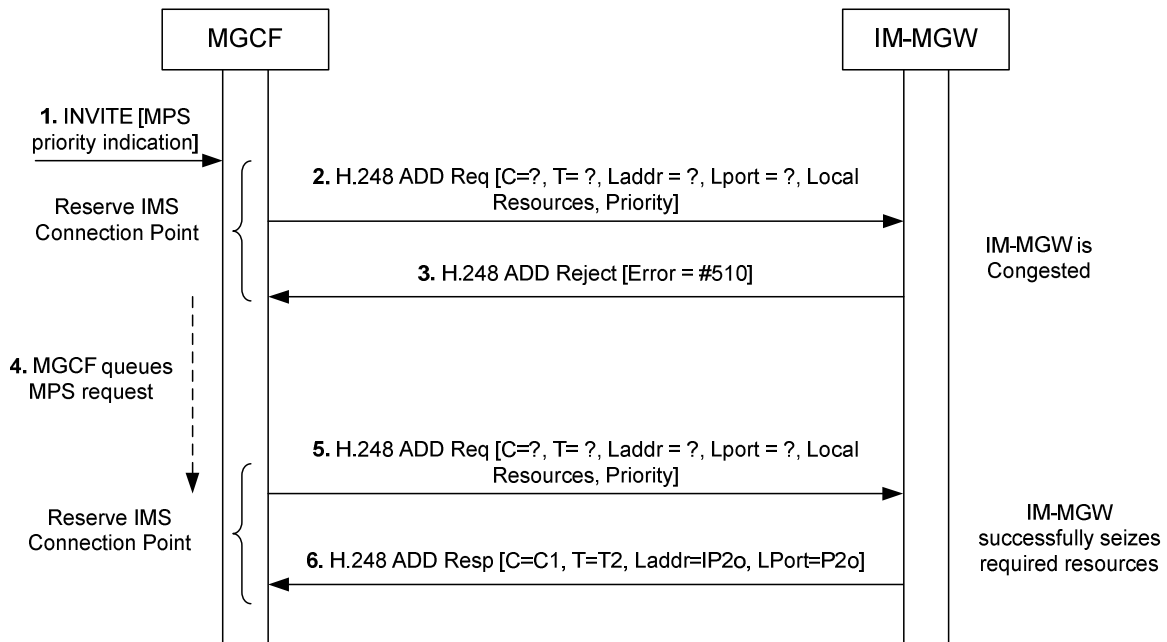 MGCF
IM-MGW
1. INVITE [MPS
priority indication]
2. H.248 ADD Req [C=?, T= ?, Laddr = ?, Lport = ?, Local
Resources, Priority]
Reserve IMS
Connection Point
IM-MGW is
Congested
3. H.248 ADD Reject [Error = #510]
4. MGCF queues
MPS request
5. H.248 ADD Req [C=?, T= ?, Laddr = ?, Lport = ?, Local
Resources, Priority]
Reserve IMS
Connection Point
IM-MGW
successfully seizes
required resources
6. H.248 ADD Resp [C=C1, T=T2, Laddr=IP2o, LPort=P2o]